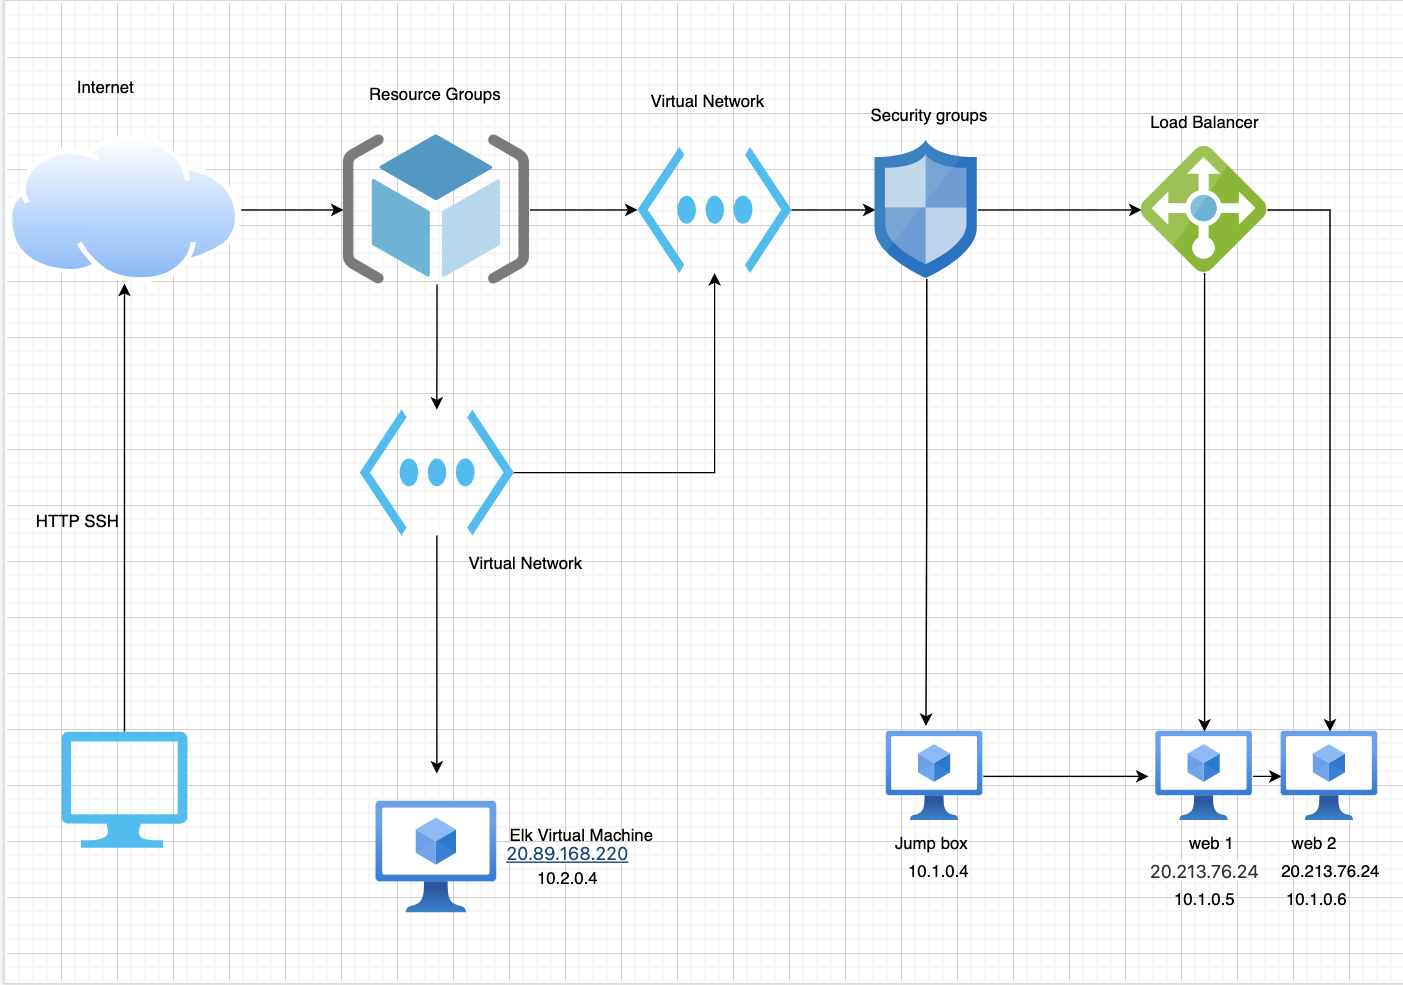 Internet
Resource Groups
Virtual Network
Security groups
Load Balancer
HTTP SSH
Virtual Network
Elk Virtual Machine
20.89.168.220
10.2.0.4
Jump box
10.1.0.4
web 1
20.213.76.24
10.1.0.5
web 2
20.213.76.24
10.1.0.6